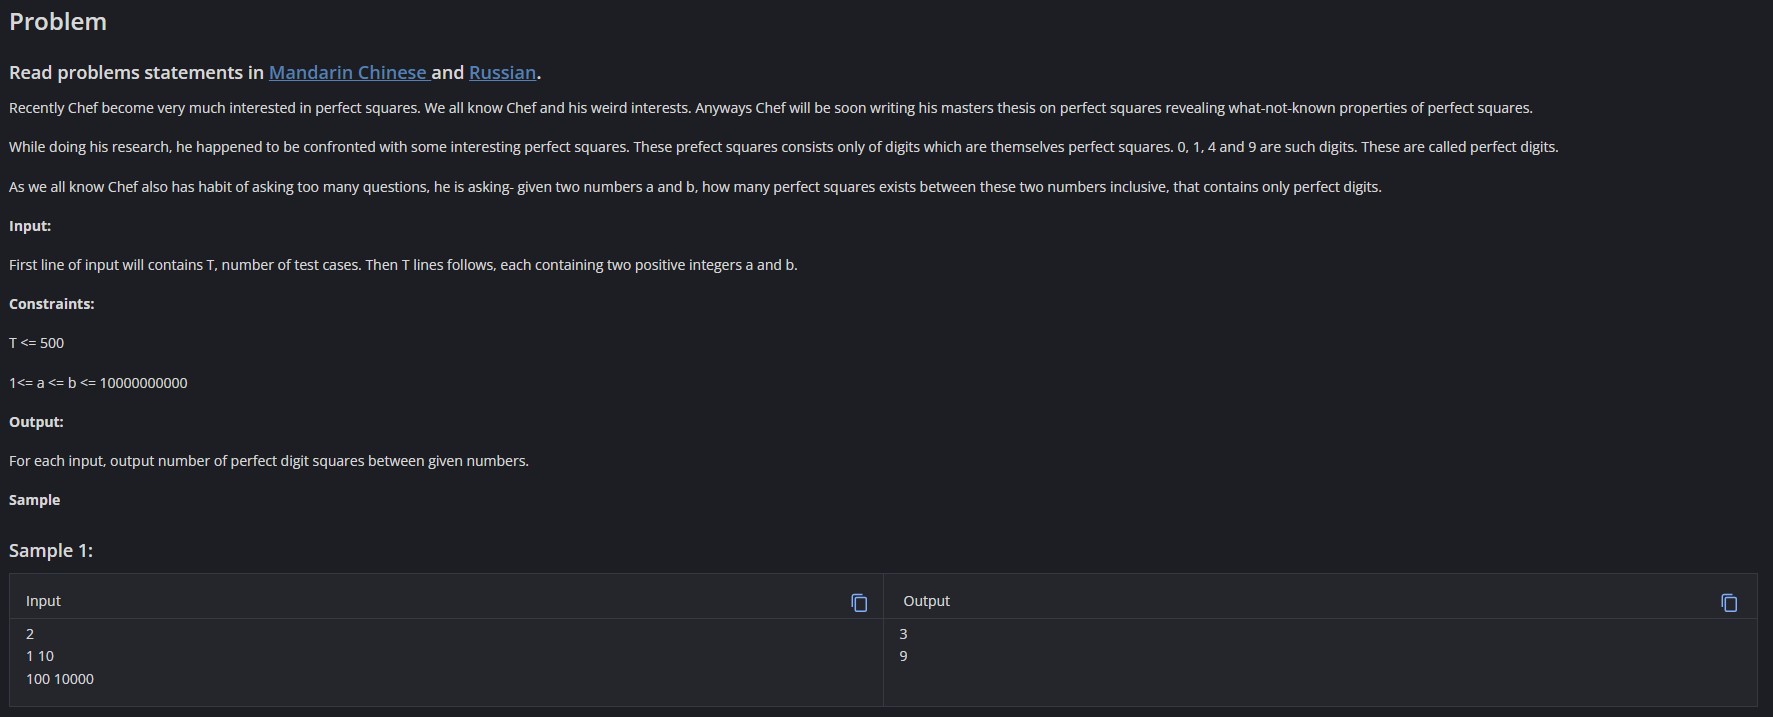 Problem
Read problems statements in Mandarin Chinese and Russian.
Recently Chef become very much interested in perfect squares. We all know Chef and his weird interests. Anyways Chef will be soon writing his masters thesis on perfect squares revealing what-not-known properties of perfect squares.
While doing his research, he happened to be confronted with some interesting perfect squares. These prefect squares consists only of digits which are themselves perfect squares. 0, 1, 4 and 9 are such digits. These are called perfect digits.
As we all know Chef also has habit of asking too many questions, he is asking- given two numbers a and b, how many perfect squares exists between these two numbers inclusive, that contains only perfect digits.
Input:
First line of input will contains T, number of test cases. Then T lines follows, each containing two positive integers a and b.
Constraints:
T <= 500
1<= a <= b <= 10000000000
Output:
For each input, output number of perfect digit squares between given numbers.
Sample
Sample 1:
Input
Output
2
3
1 10
9
100 10000